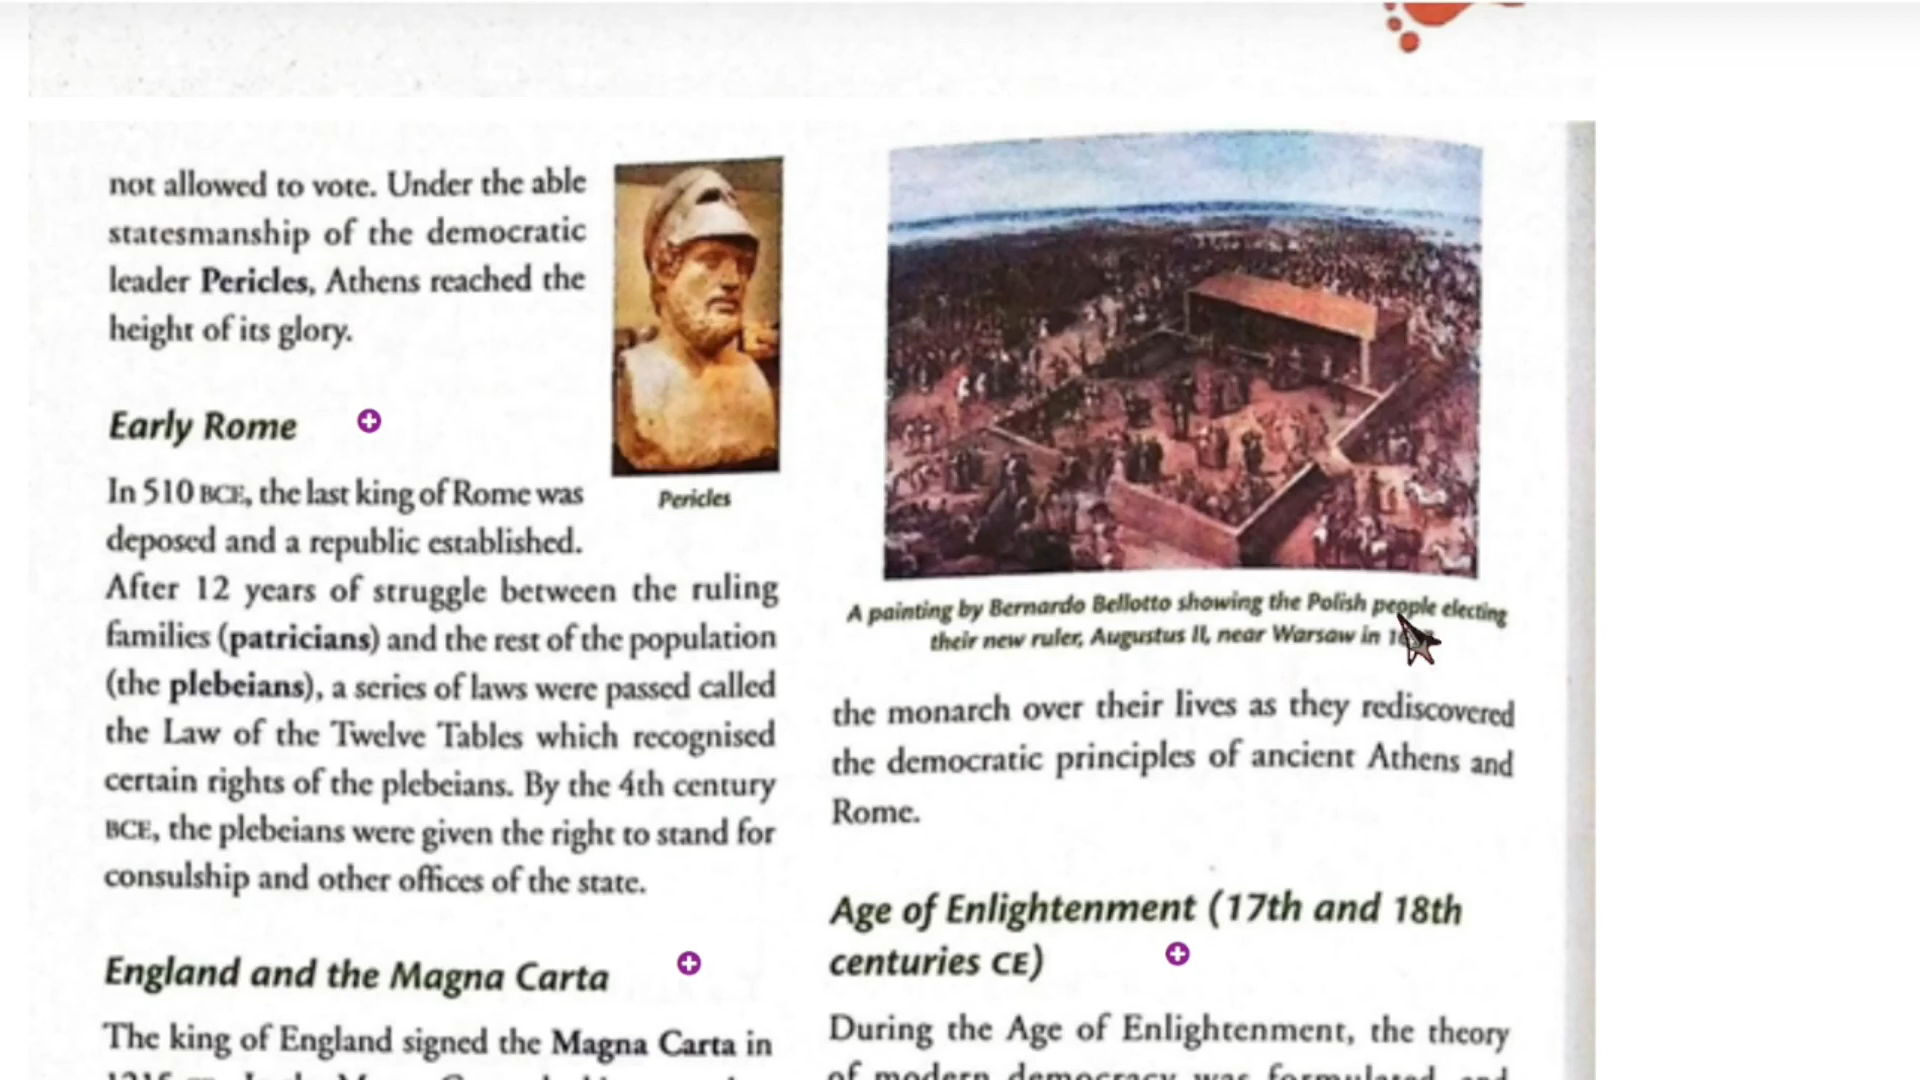 not allowed to vote. Under the able
statesmanship of the democratic
leader Pericles, Athens reached the
height of its glory.
Pericles
Early Rome
In 510 BCE, the last king of Rome was
deposed and a republic established.
After 12 years of struggle between the ruling
families (patricians) and the rest of the population
(the plebeians), a series of laws were passed called
the Law of the Twelve Tables which recognised
certain rights of the plebeians. By the 4th century
BCE, the plebeians were given the right to stand for
consulship and other offices of the state.
England and the Magna Carta
The king of England signed the Magna Carta in
A painting by Bernardo Bellotto showing the Polish people electing
their new ruler, Augustus II, near Warsaw in
the monarch over their lives as they rediscovered
the democratic principles of ancient Athens and
Rome.
Age of Enlightenment (17th and 18th
centuries CE)
During the Age of Enlightenment, the theory
of modern democracy was formulated, and